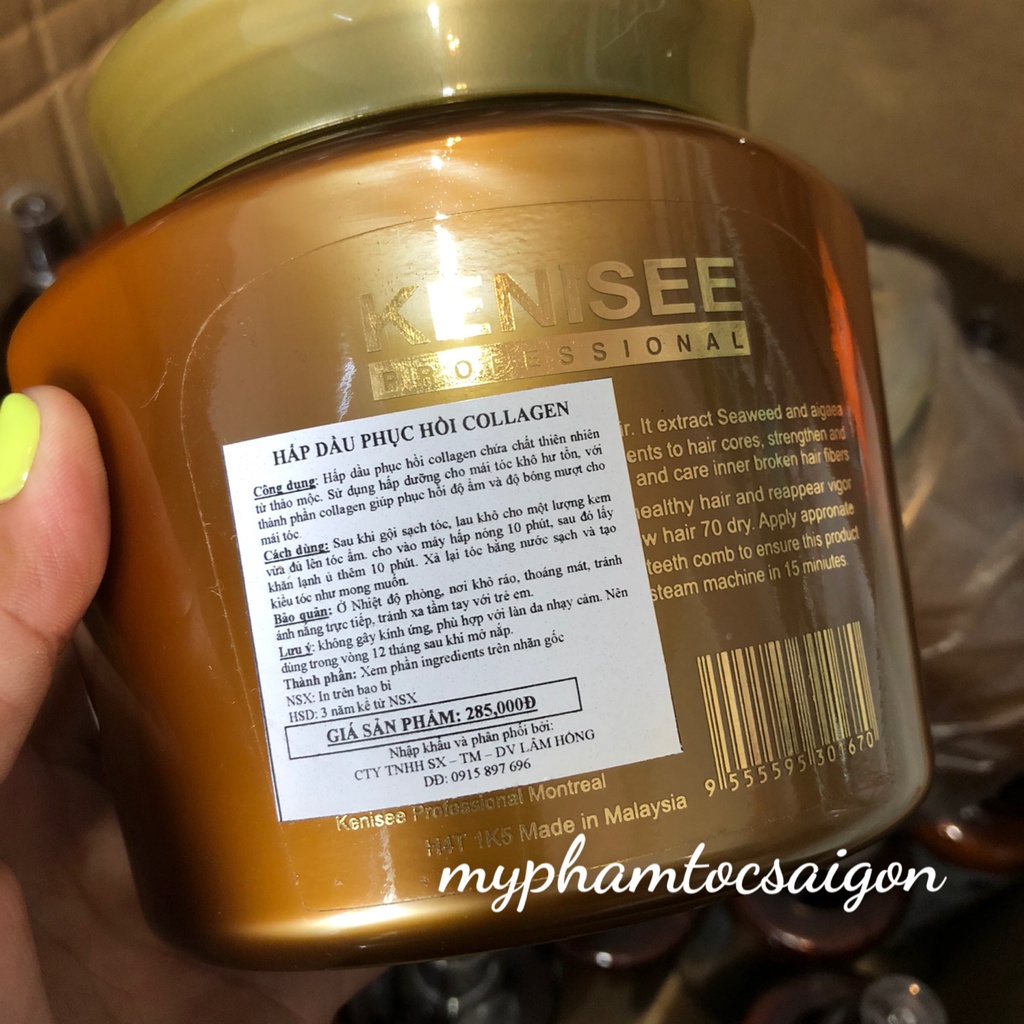 KENISEE
PROFESSIONAL
HẤP DẦU PHỤC HỒI COLLAGEN
Công dụng: Hấp dầu phục hồi collagen chứa chất thiên nhiên
từ thảo mộc. Sử dụng hấp dưỡng cho mái tóc khô hư tổn, với
thành phần collagen giúp phục hồi độ ẩm và độ bóng mượt cho
mái tóc.
Cách dùng: Sau khi gội sạch tóc, lau khô cho một lượng kem
vừa đủ lên tóc ẩm. cho vào máy hấp nóng 10 phút, sau đó lấy
khăn lạnh ủ thêm 10 phút. Xả lại tóc bằng nước sạch và tạo
kiểu tóc như mong muốn.
Bảo quản: Ở Nhiệt độ phòng, nơi khô ráo, thoáng mát, tránh
ánh nắng trực tiếp, tránh xa tầm tay với trẻ em.
Lưu ý: không gây kính ứng, phù hợp với làn da nhạy cảm. Nên
dùng trong vòng 12 tháng sau khi mở nắp.
Thành phần: Xem phần ingredients trên nhãn gốc
NSX: In trên bao bì
HSD: 3 năm kể từ NSX
GIÁ SẢN PHẨM: 285,000Đ
Nhập khẩu và phân phối bởi:
CTY TNHH SX – TM – DV LÂM HỒNG
DĐ: 0915 897 696
r. It extract Seaweed and aigaea
ents to hair cores, strengthen and
and care inner broken hair fibers
ealthy hair and reappear vigor
w hair 70 dry. Apply appronate
teeth comb to ensure this product
steam machine in 15 miniutes
9 555595 301670
Kenisee Professional Montreal
H4T 1K5 Made in Malaysia
myphamtocsaigon